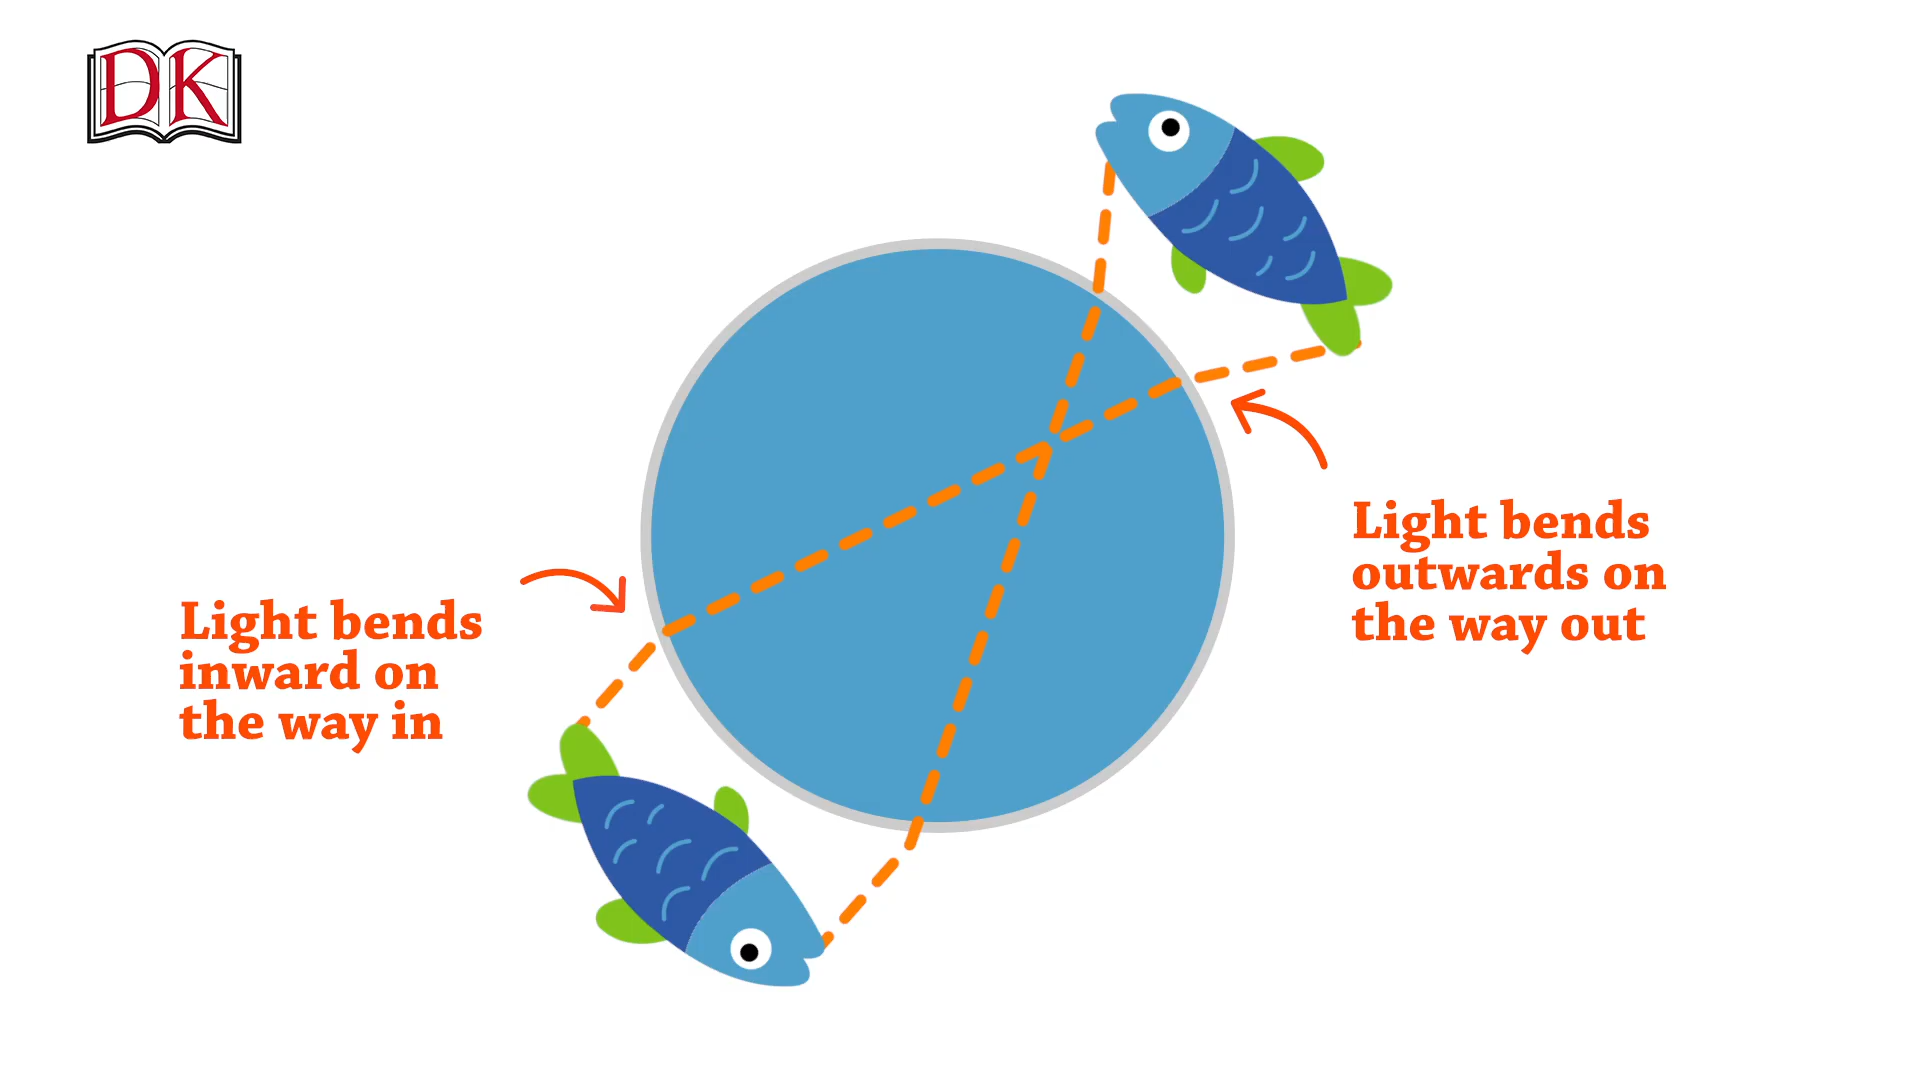 DK
Light bends
inward on
the way in
Light bends
outwards on
the way out